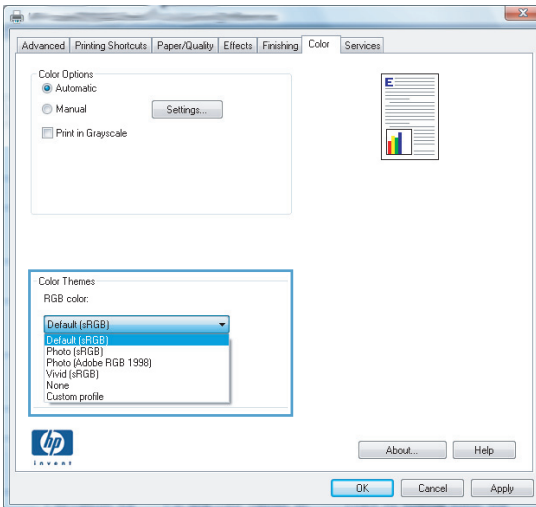 Advanced Printing Shortcuts Paper/Quality Effects Finishing Color Services
Color Options
Automatic
Manual Settings...
Print in Grayscale
E
Color Themes
RGB color:
Default (sRGB)
Default (sRGB)
Photo (sRGB)
Photo (Adobe RGB 1998)
Vivid (sRGB)
None
Custom profile
hp
invent
About... Help
OK Cancel Apply